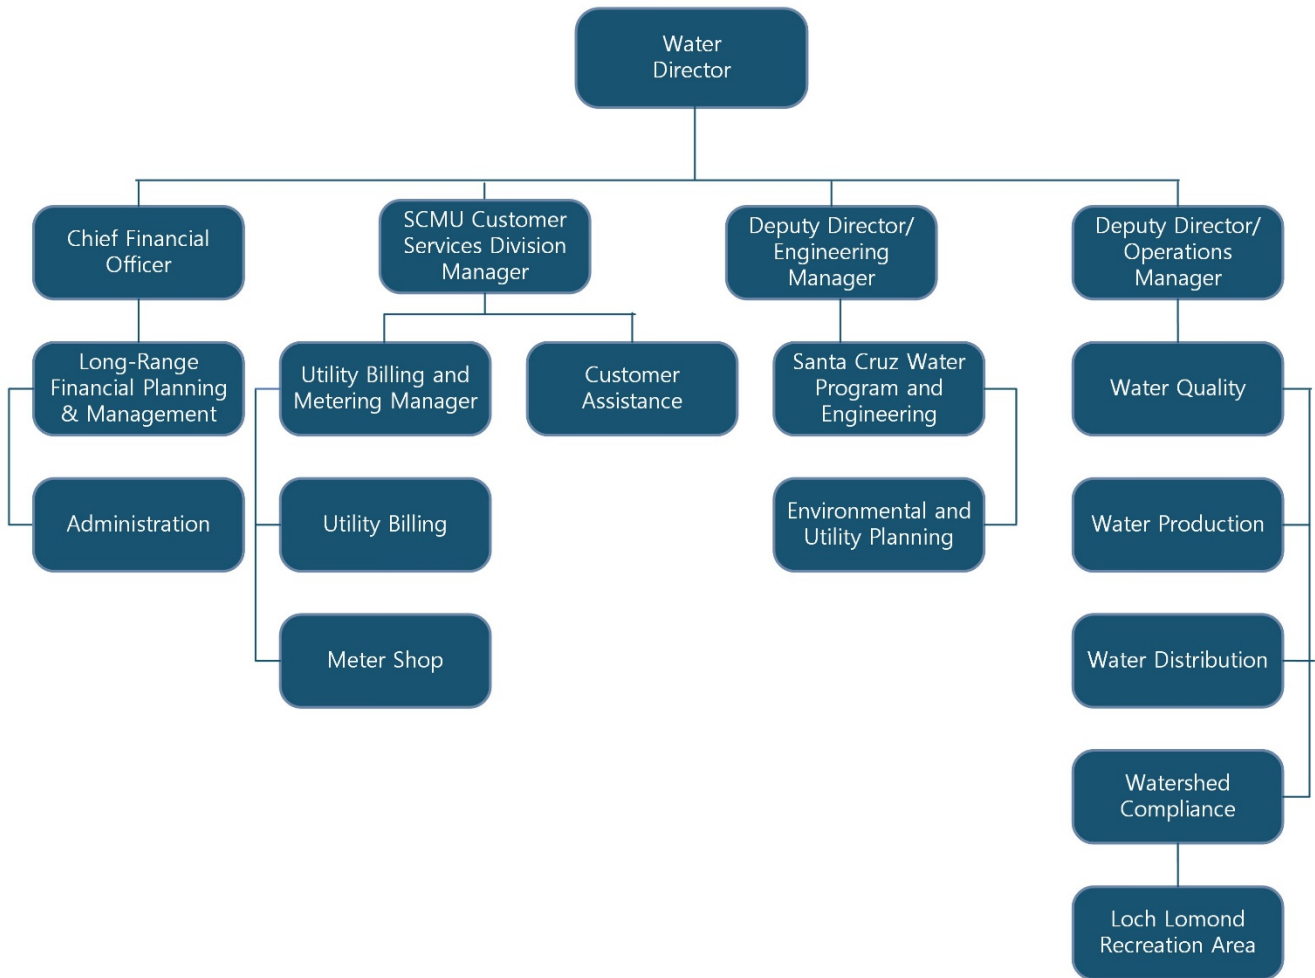 Water
Director
Chief Financial
Officer
SCMU Customer
Services Division
Manager
Deputy Director/
Engineering
Manager
Deputy Director/
Operations
Manager
Long-Range
Financial Planning
& Management
Utility Billing and
Metering Manager
Customer
Assistance
Santa Cruz Water
Program and
Engineering
Water Quality
Administration
Utility Billing
Environmental and
Utility Planning
Water Production
Meter Shop
Water Distribution
Watershed
Compliance
Loch Lomond
Recreation Area